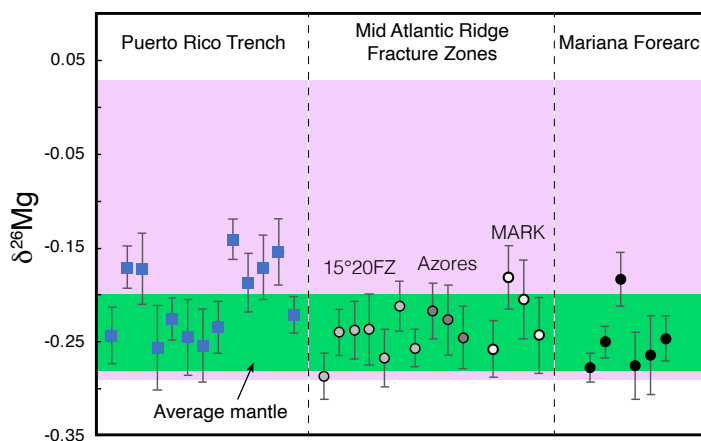 Puerto Rico Trench
Mid Atlantic Ridge
Fracture Zones
Mariana Forearc
δ²⁶Mg
0.05
-0.05
-0.15
-0.25
-0.35
15°20FZ
Azores
MARK
Average mantle